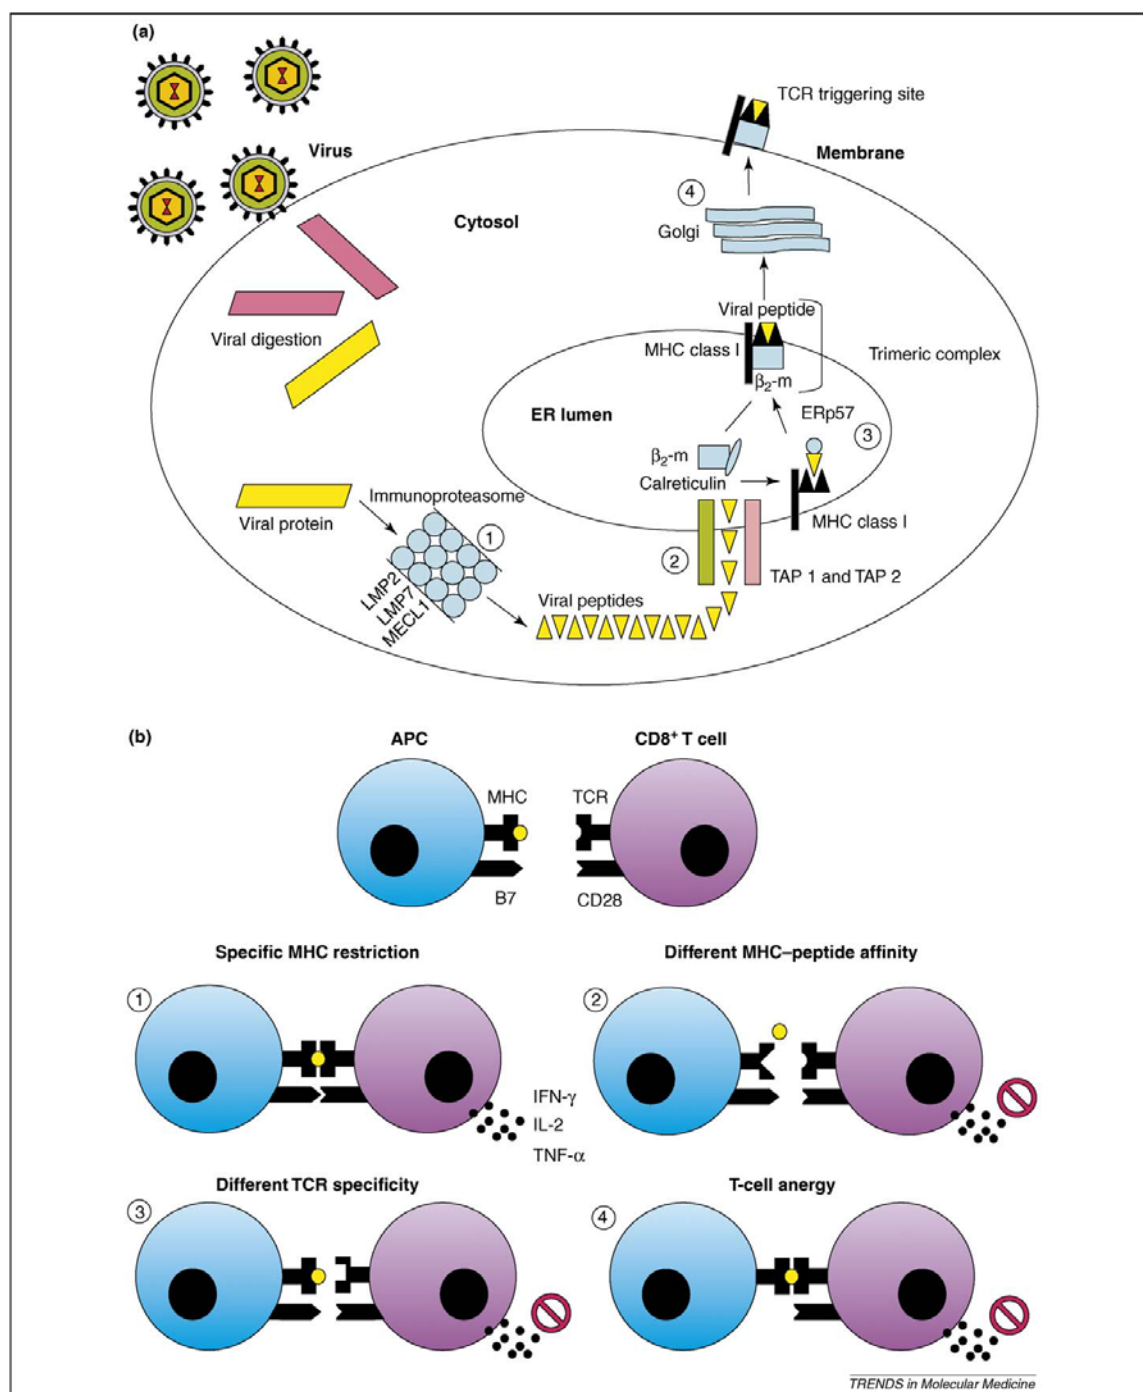 (a)
TCR triggering site
Virus
Membrane
Cytosol
④
Golgi
Viral peptide
Viral digestion
MHC class I
Trimeric complex
β₂-m
ERp57
ER lumen
③
β₂-m
Calreticulin
Immunoproteasome
Viral protein
①
MHC class I
②
LMP2
LMP7
MECL1
TAP 1 and TAP 2
Viral peptides
(b)
APC
CD8⁺ T cell
MHC
TCR
B7
CD28
Specific MHC restriction
Different MHC–peptide affinity
①
②
IFN-γ
IL-2
TNF-α
Different TCR specificity
T-cell anergy
③
④
TRENDS in Molecular Medicine